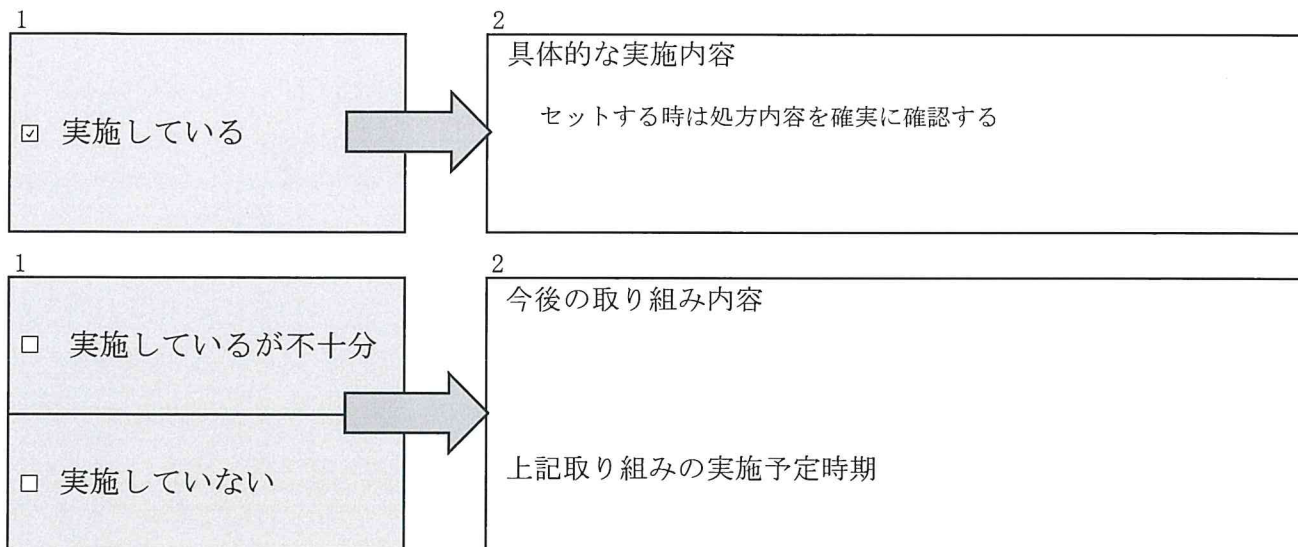 1
☑ 実施している
2
具体的な実施内容
セットする時は処方内容を確実に確認する
1
□ 実施しているが不十分
□ 実施していない
2
今後の取り組み内容
上記取り組みの実施予定時期